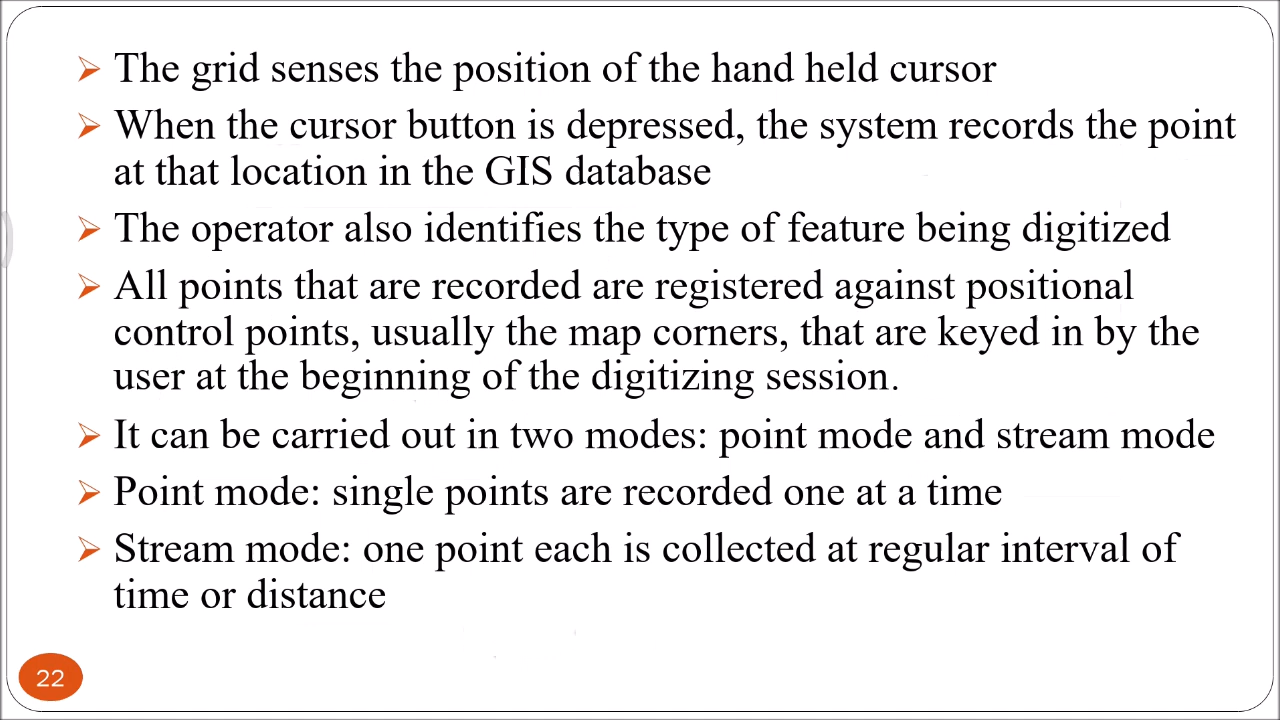 The grid senses the position of the hand held cursor
When the cursor button is depressed, the system records the point
at that location in the GIS database
The operator also identifies the type of feature being digitized
All points that are recorded are registered against positional
control points, usually the map corners, that are keyed in by the
user at the beginning of the digitizing session.
It can be carried out in two modes: point mode and stream mode
Point mode: single points are recorded one at a time
Stream mode: one point each is collected at regular interval of
time or distance
22